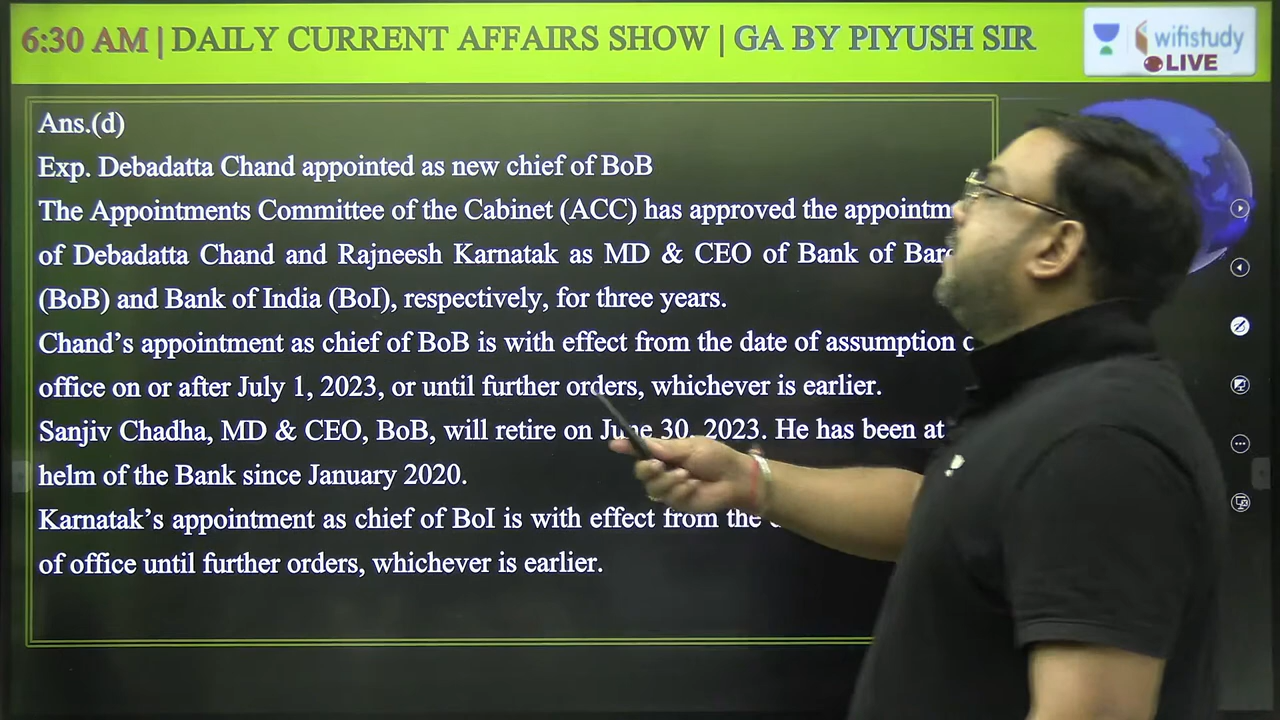 6:30 AM | DAILY CURRENT AFFAIRS SHOW | GA BY PIYUSH SIR
wifistudy
LIVE
Ans.(d)
Exp. Debadatta Chand appointed as new chief of BoB
The Appointments Committee of the Cabinet (ACC) has approved the
of Debadatta Chand and Rajneesh Karnatak as MD & CEO of Bank of
(BoB) and Bank of India (BoI), respectively, for three years.
Chand’s appointment as chief of BoB is with effect from the date of assumption
office on or after July 1, 2023, or until further orders, whichever is earlier.
Sanjiv Chadha, MD & CEO, BoB, will retire on June 30, 2023. He has been at
helm of the Bank since January 2020.
Karnatak’s appointment as chief of BoI is with effect from the
of office until further orders, whichever is earlier.